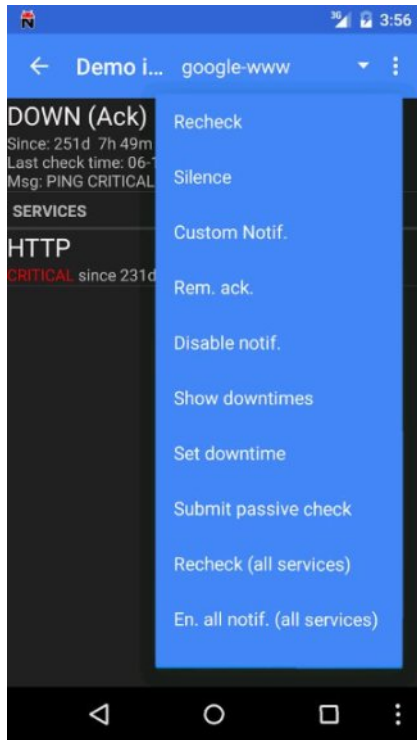 N
3G
3:56
Demo i... google-www
DOWN (Ack)
Since: 251d 7h 49m
Last check time: 06-1
Msg: PING CRITICAL
SERVICES
HTTP
CRITICAL since 231d
Recheck
Silence
Custom Notif.
Rem. ack.
Disable notif.
Show downtimes
Set downtime
Submit passive check
Recheck (all services)
En. all notif. (all services)